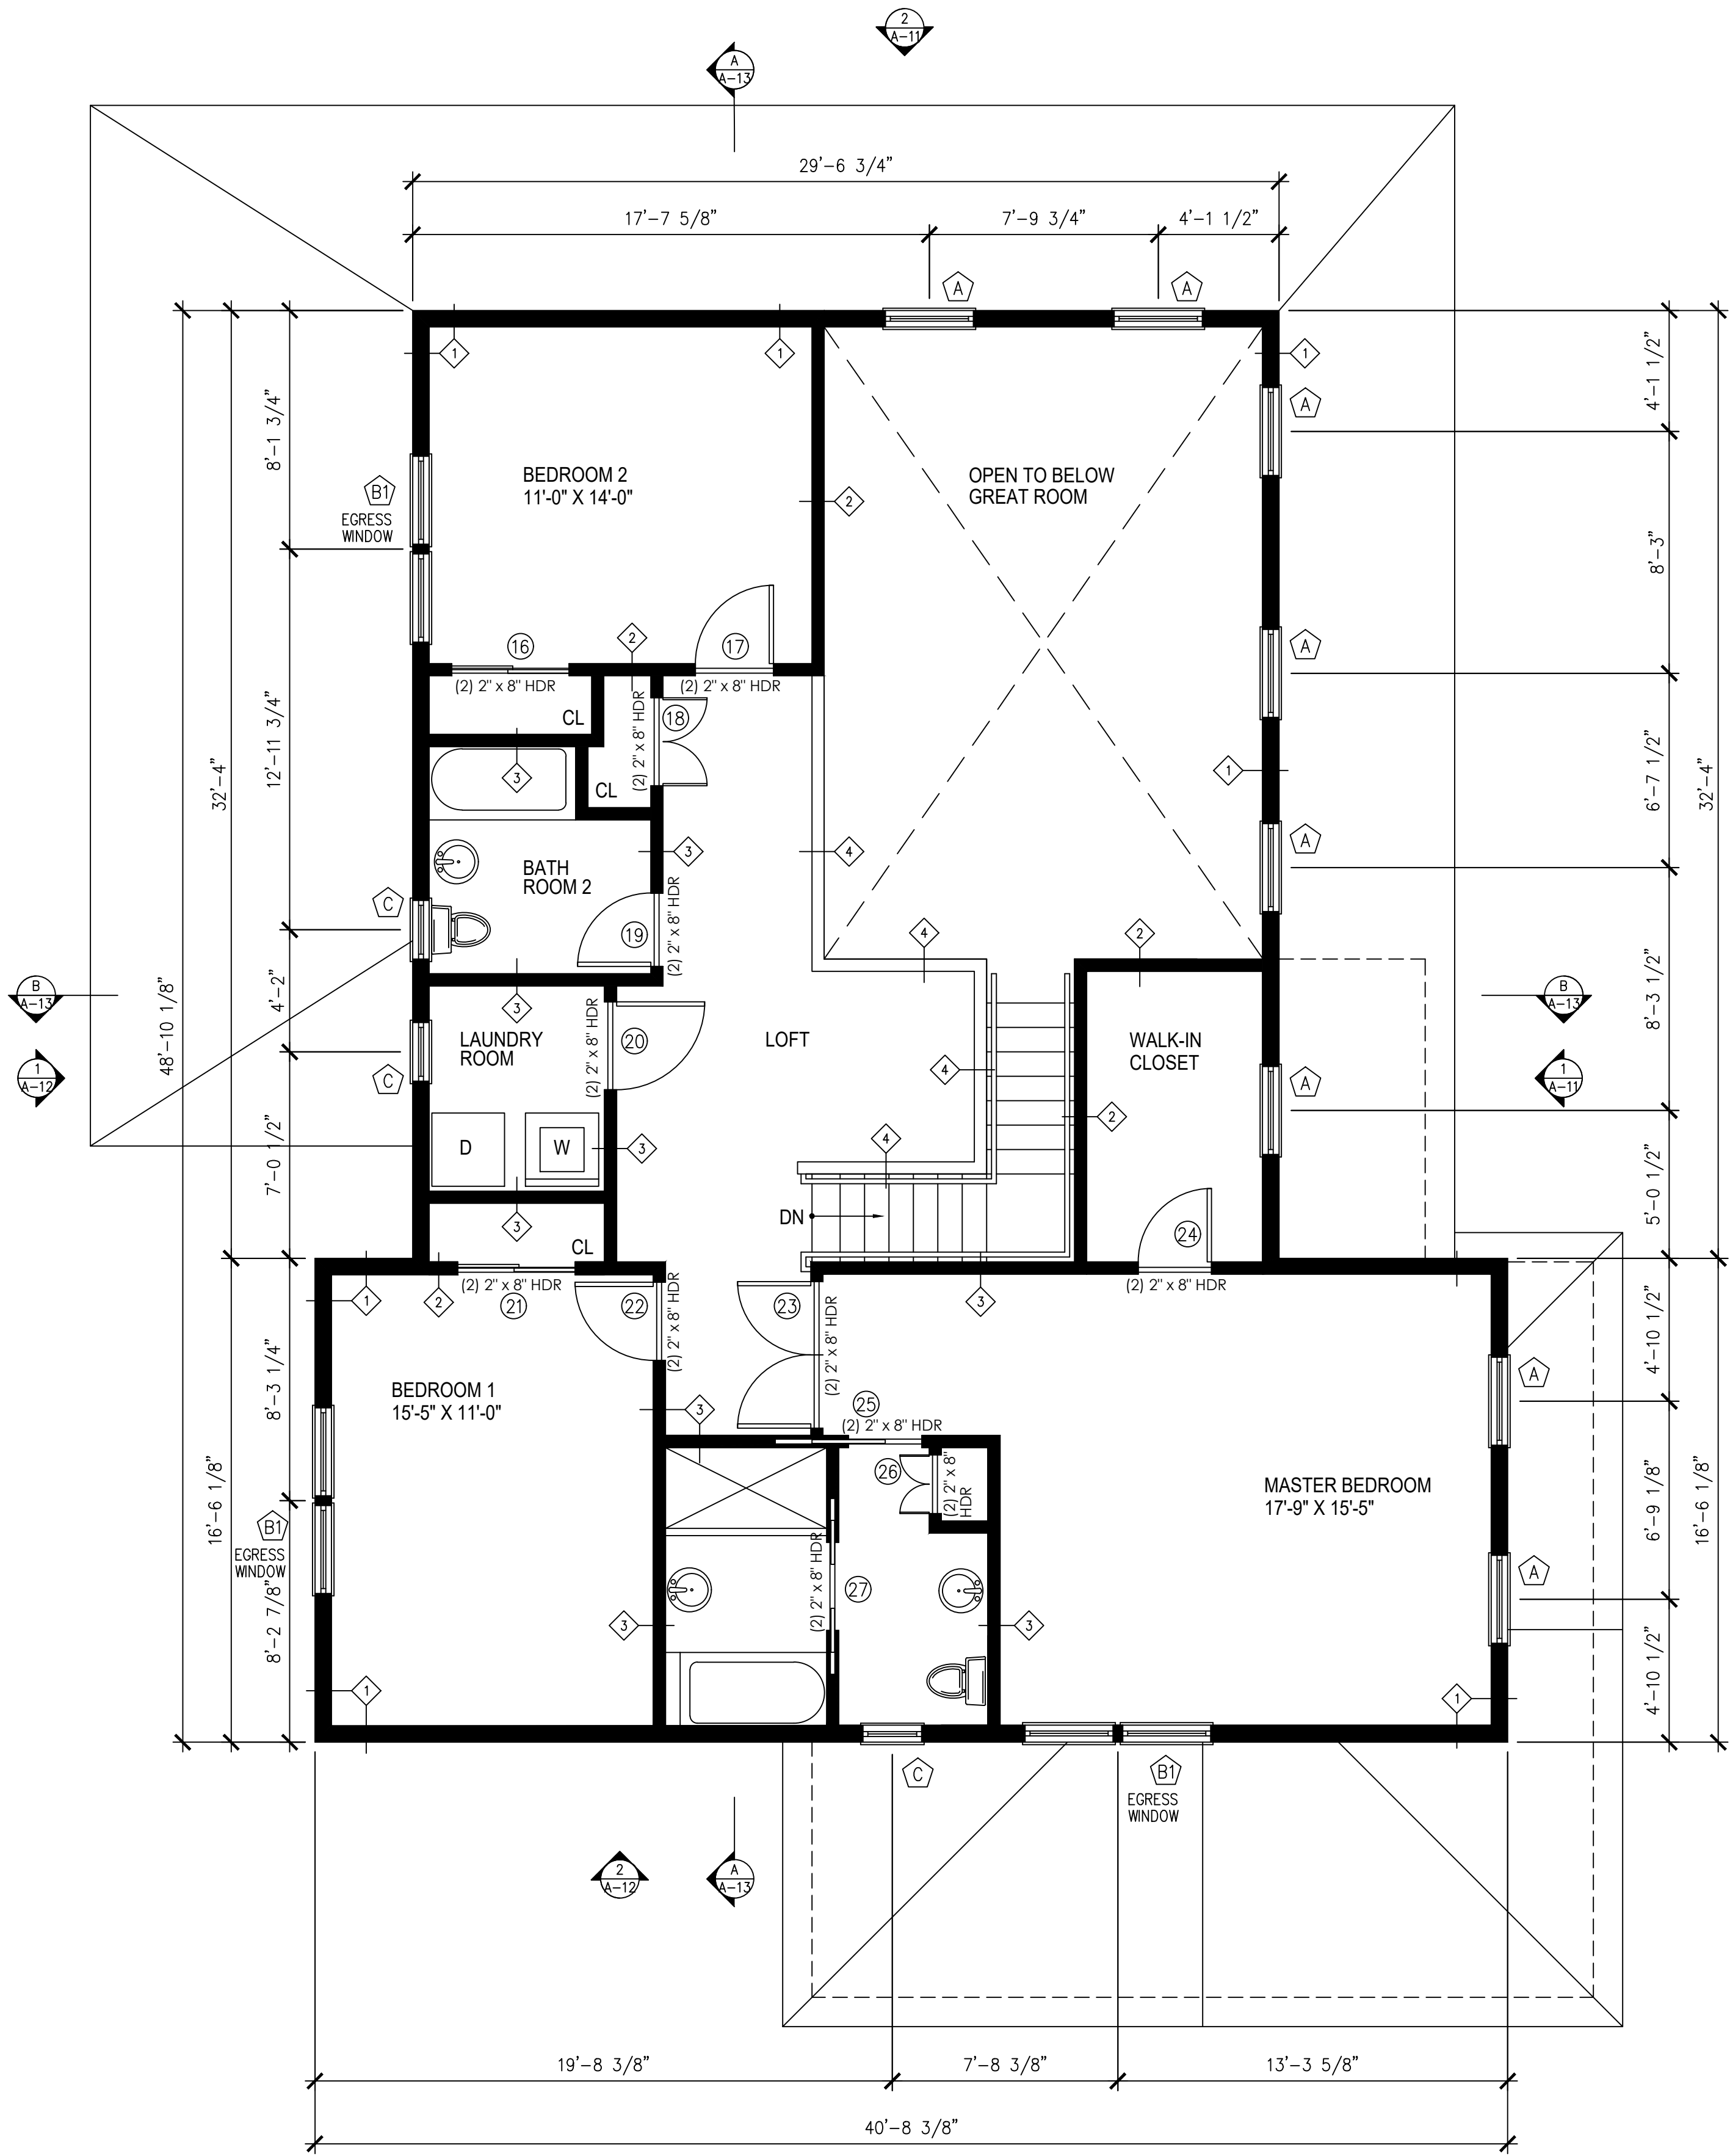 2
A-11
A
A-13
29'-6 3/4"
17'-7 5/8"
7'-9 3/4"
4'-1 1/2"
A
A
1
1
1
4'-1 1/2"
8'-1 3/4"
A
B1
EGRESS
WINDOW
BEDROOM 2
11'-0" X 14'-0"
2
OPEN TO BELOW
GREAT ROOM
8'-3"
16
2
17
A
(2) 2" x 8" HDR
(2) 2" x 8" HDR
CL
18
(2) 2" x 8" HDR
12'-11 3/4"
32'-4"
3
CL
1
6'-7 1/2"
32'-4"
A
3
4
BATH
ROOM 2
C
19
(2) 2" x 8" HDR
4
2
B
A-13
48'-10 1/8"
4'-2"
3
8'-3 1/2"
B
A-13
LAUNDRY
ROOM
20
(2) 2" x 8" HDR
LOFT
WALK-IN
CLOSET
1
A-12
C
4
A
1
A-11
2
7'-0 1/2"
D
W
3
4
5'-0 1/2"
3
DN
24
CL
(2) 2" x 8" HDR
(2) 2" x 8" HDR
1
2
21
22
(2) 2" x 8" HDR
23
(2) 2" x 8" HDR
3
8'-3 1/4"
4'-10 1/2"
A
BEDROOM 1
15'-5" X 11'-0"
3
25
(2) 2" x 8" HDR
26
(2) 2" x 8"
HDR
MASTER BEDROOM
17'-9" X 15'-5"
16'-6 1/8"
B1
EGRESS
WINDOW
6'-9 1/8"
16'-6 1/8"
A
(2) 2" x 8" HDR
27
8'-2 7/8"
3
3
1
1
4'-10 1/2"
C
B1
EGRESS
WINDOW
2
A-12
A
A-13
19'-8 3/8"
7'-8 3/8"
13'-3 5/8"
40'-8 3/8"